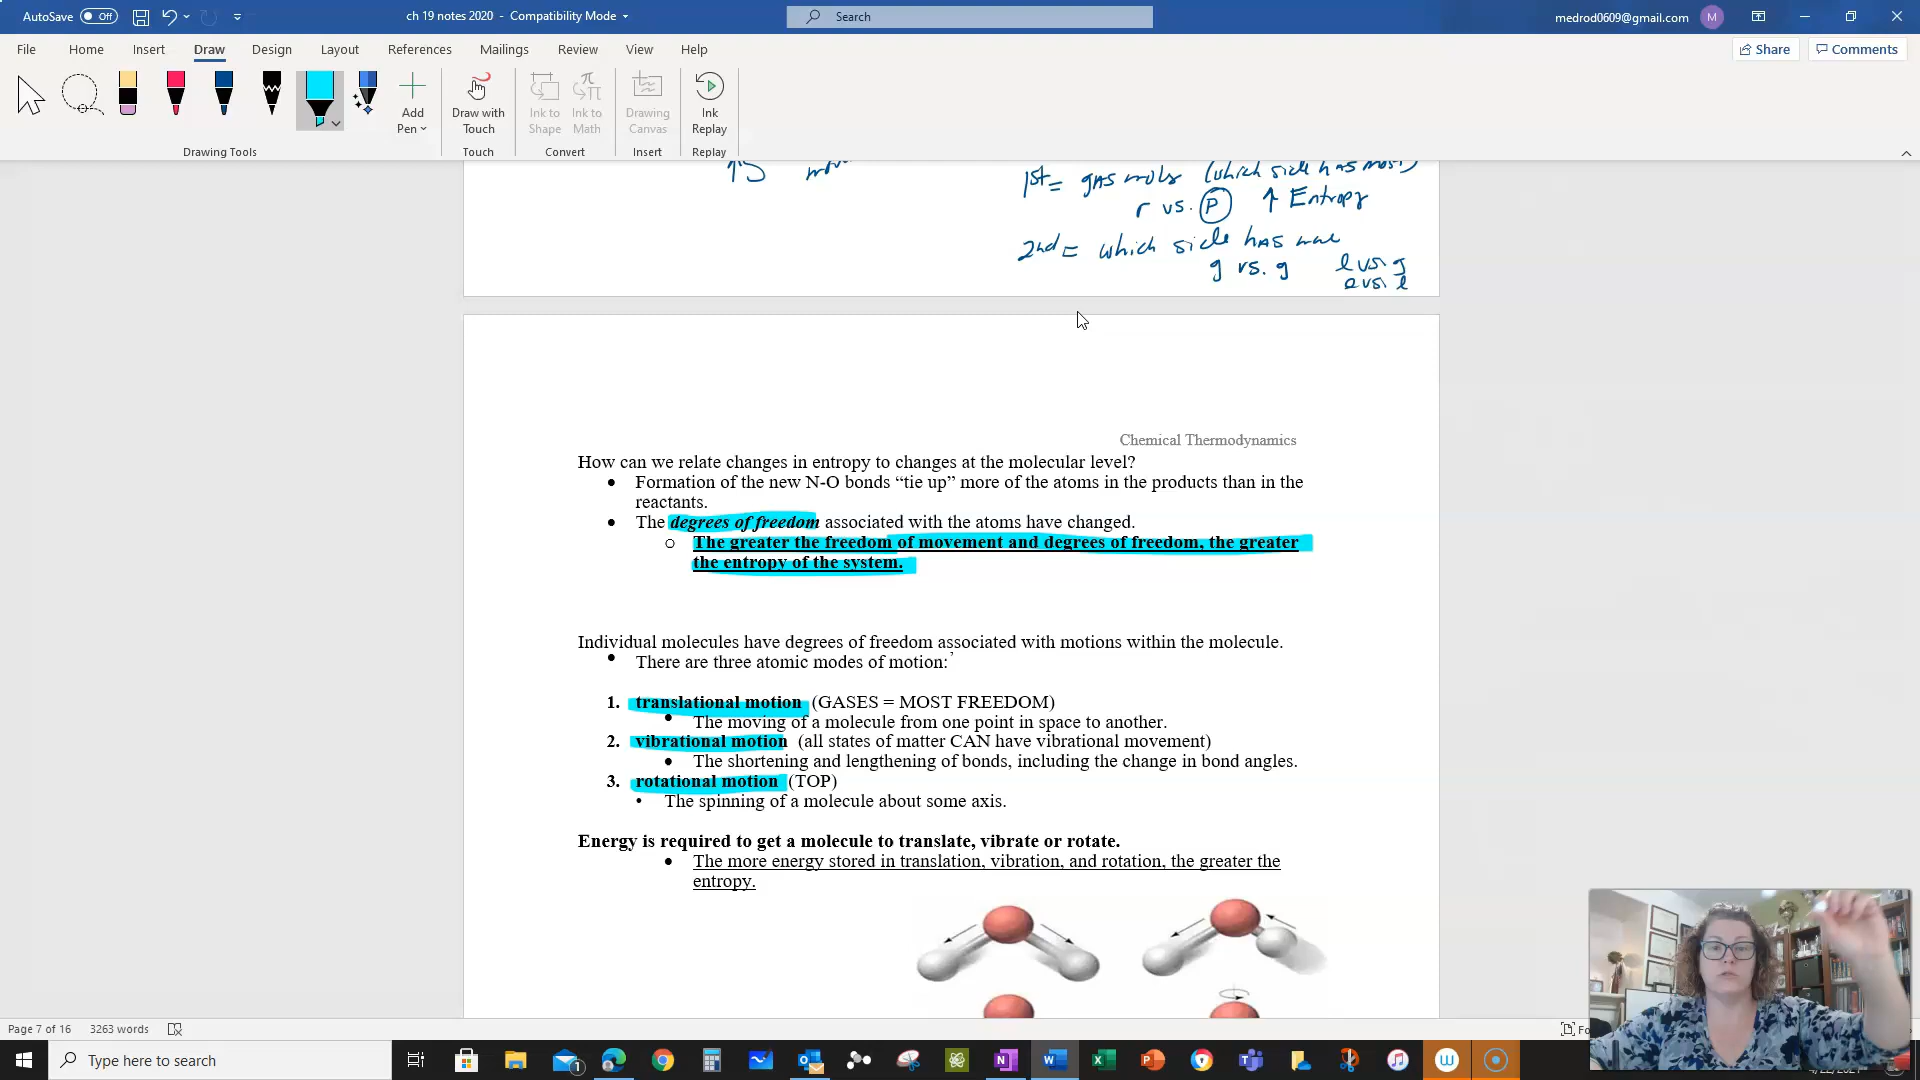 AutoSave Off
ch 19 notes 2020 - Compatibility Mode
Search
medrod0609@gmail.com M
File Home Insert Draw Design Layout References Mailings Review View Help
Share Comments
Add Pen
Draw with Touch
Ink to Shape
Ink to Math
Drawing Canvas
Ink Replay
Drawing Tools Touch Convert Insert Replay
↑S
1st = gas mols (which side has most)
r vs. P ↑ Entropy
2nd = which side has
g vs. g l vs. g
Chemical Thermodynamics
How can we relate changes in entropy to changes at the molecular level?
• Formation of the new N-O bonds “tie up” more of the atoms in the products than in the
reactants.
• The degrees of freedom associated with the atoms have changed.
o The greater the freedom of movement and degrees of freedom, the greater
the entropy of the system.
Individual molecules have degrees of freedom associated with motions within the molecule.
• There are three atomic modes of motion:
1. translational motion (GASES = MOST FREEDOM)
• The moving of a molecule from one point in space to another.
2. vibrational motion (all states of matter CAN have vibrational movement)
• The shortening and lengthening of bonds, including the change in bond angles.
3. rotational motion (TOP)
• The spinning of a molecule about some axis.
Energy is required to get a molecule to translate, vibrate or rotate.
• The more energy stored in translation, vibration, and rotation, the greater the
entropy.
Page 7 of 16 3263 words
Type here to search